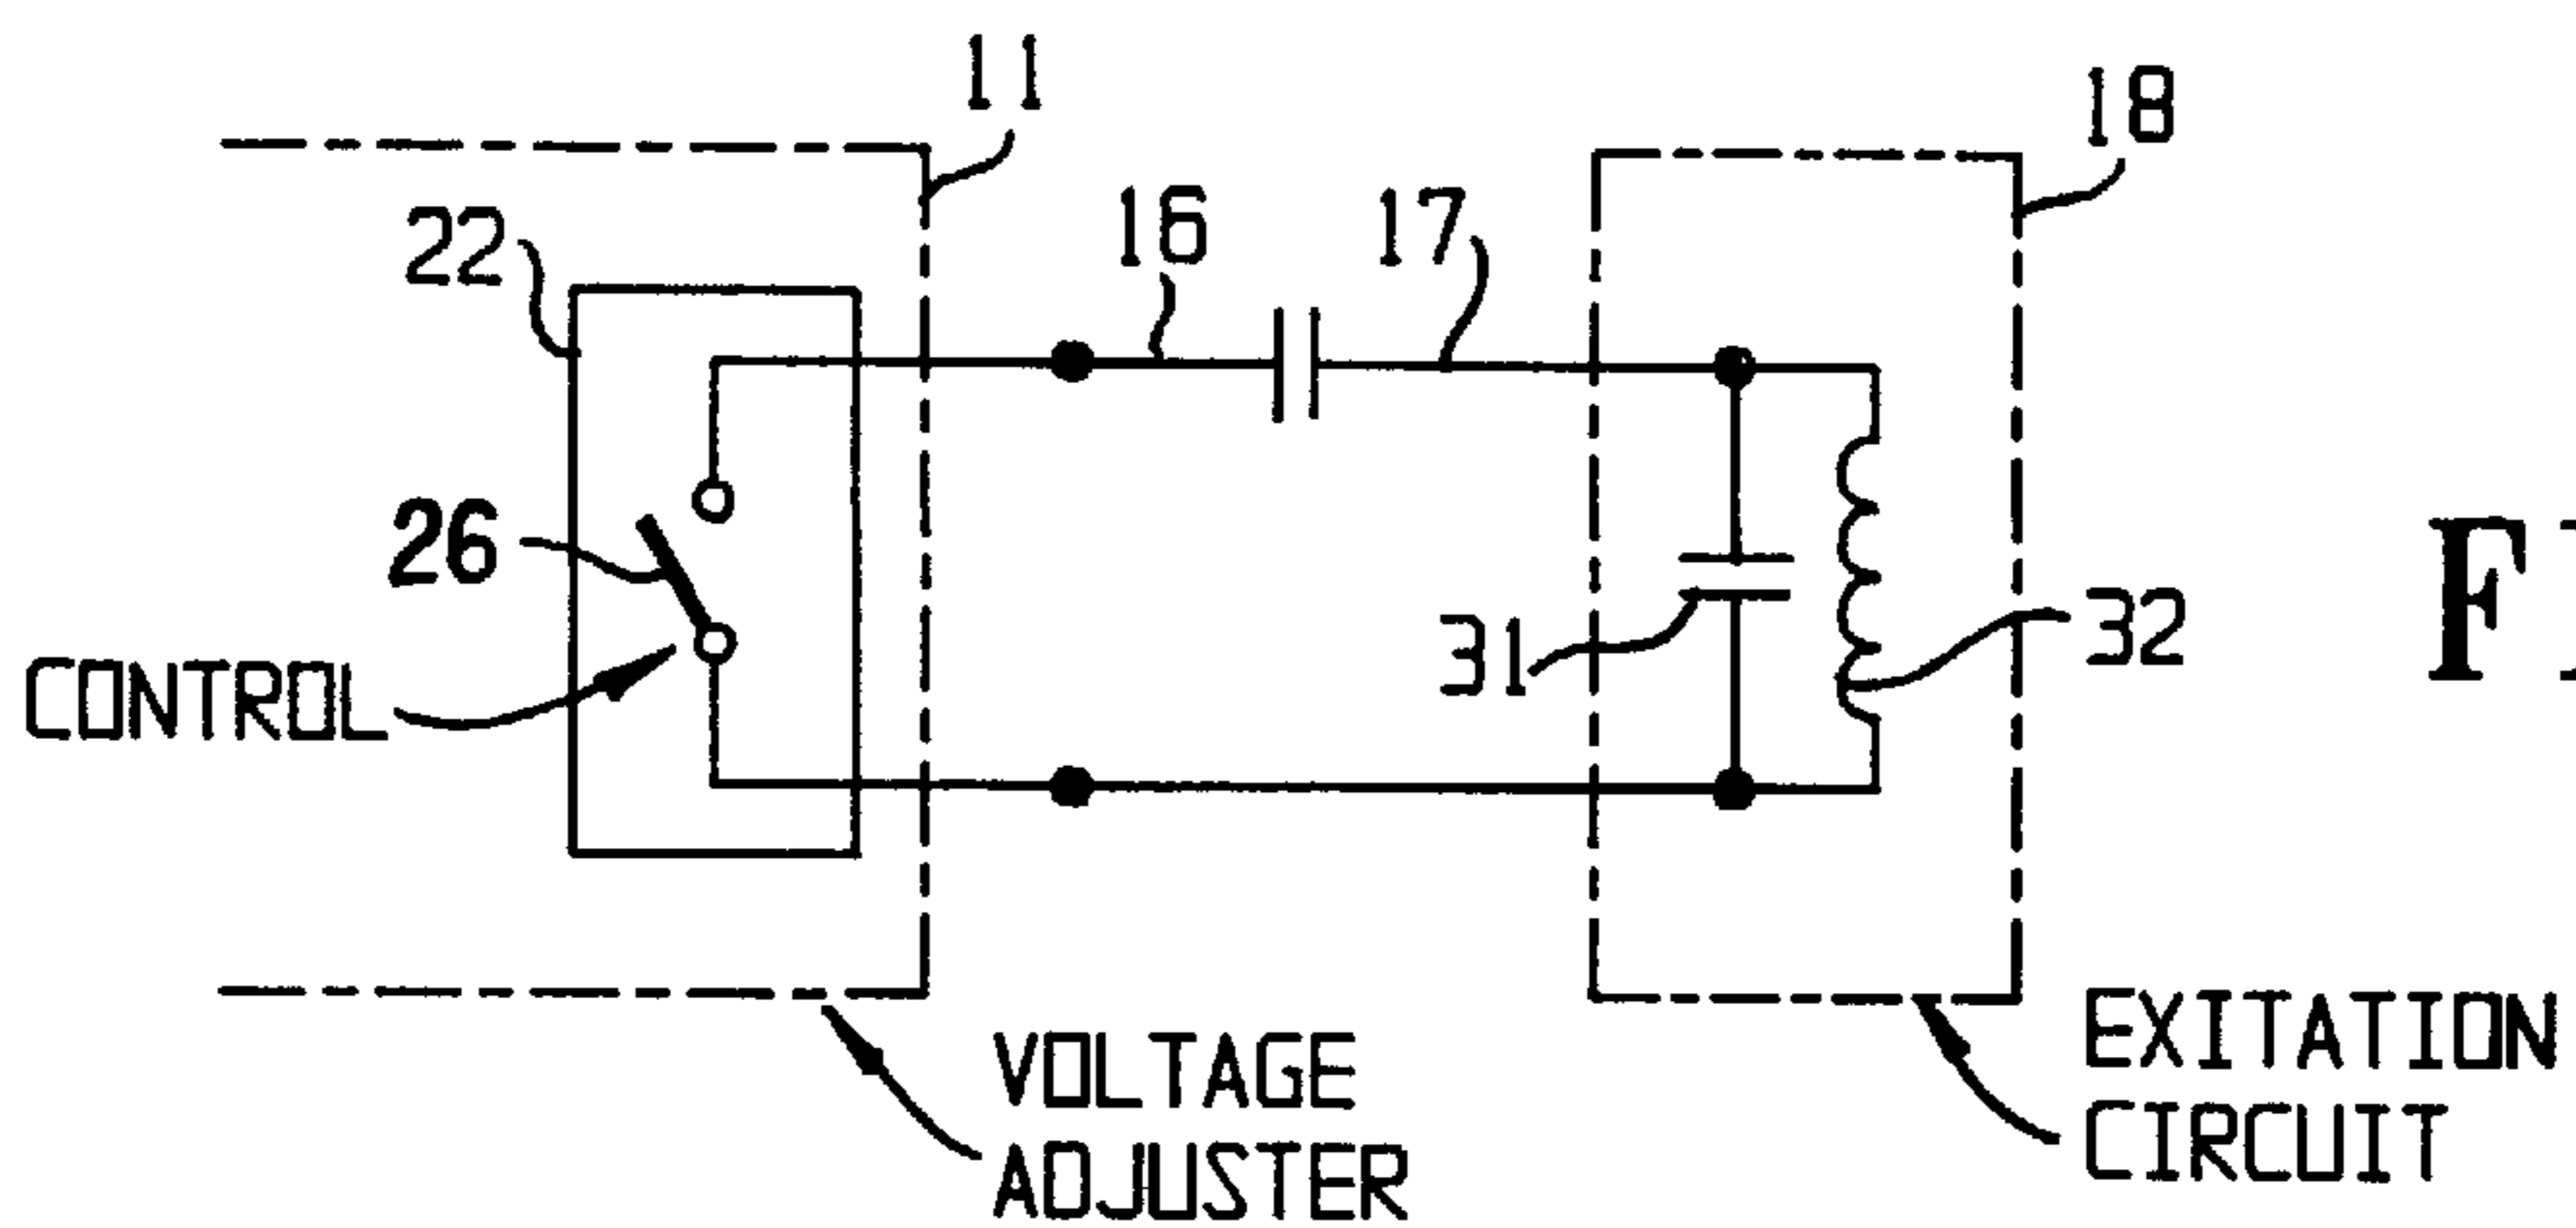 11
18
22
16
17
26
31
32
CONTROL
VOLTAGE
ADJUSTER
EXITATION
CIRCUIT